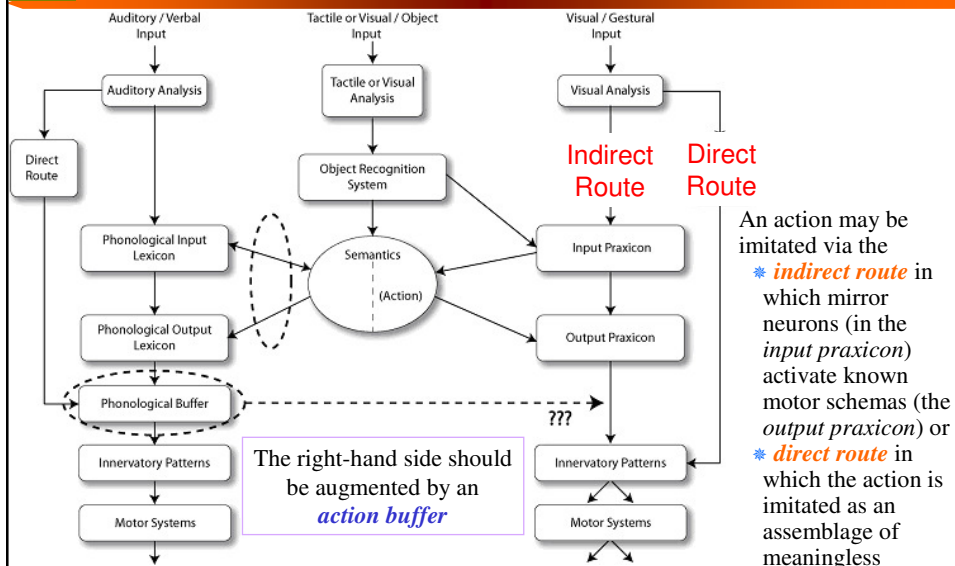 Auditory / Verbal
Input
Tactile or Visual / Object
Input
Visual / Gestural
Input
Auditory Analysis
Tactile or Visual
Analysis
Visual Analysis
Direct
Route
Object Recognition
System
Indirect
Route
Direct
Route
Phonological Input
Lexicon
Semantics
(Action)
Input Praxicon
Phonological Output
Lexicon
Output Praxicon
Phonological Buffer
???
Innervatory Patterns
Innervatory Patterns
Motor Systems
Motor Systems
The right-hand side should
be augmented by an
action buffer
An action may be
imitated via the
* indirect route in
which mirror
neurons (in the
input praxicon)
activate known
motor schemas (the
output praxicon) or
* direct route in
which the action is
imitated as an
assemblage of
meaningless